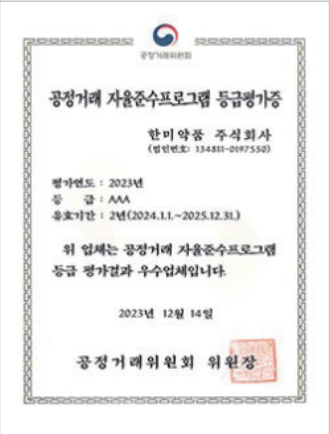 공정거래위원회
공정거래 자율준수프로그램 등급평가증
한미약품 주식회사
(법인번호: 134811-0197550)
평가연도 : 2023년
등 급 : AAA
유효기간 : 2년(2024.1.1.~2025.12.31.)
위 업체는 공정거래 자율준수프로그램
등급 평가결과 우수업체입니다.
2023년 12월 14일
공정거래위원회 위원장